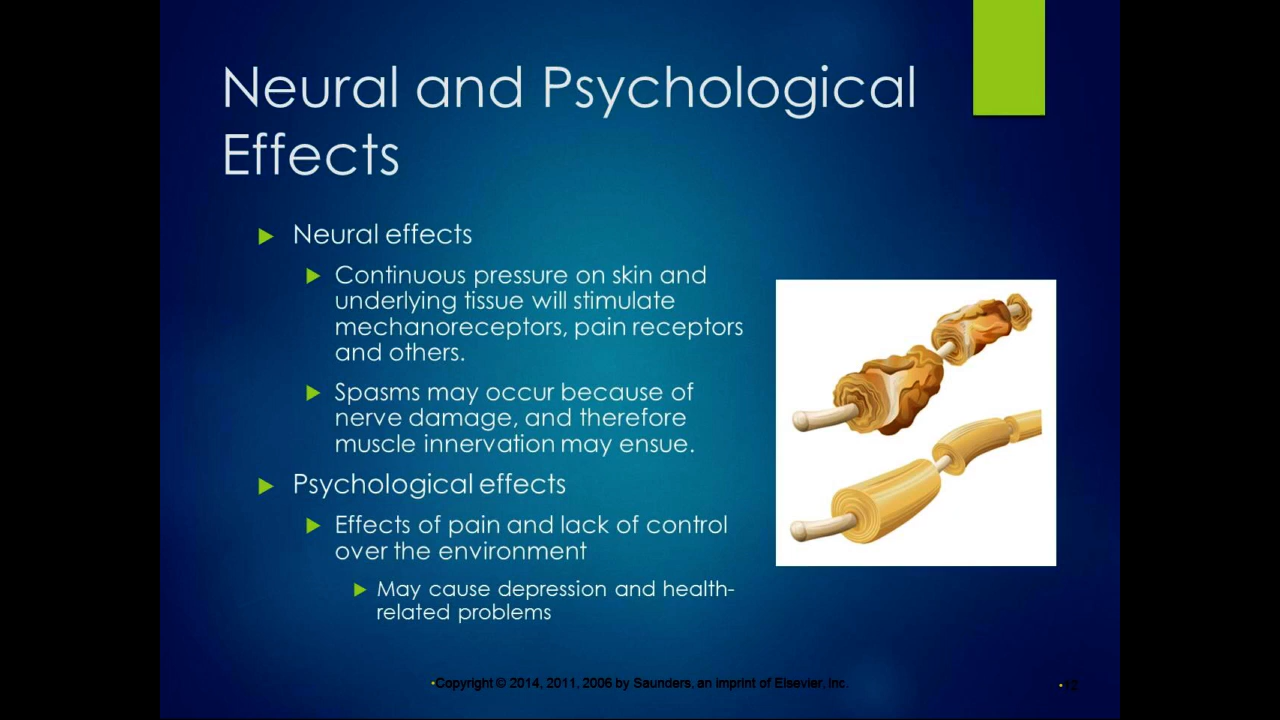 Neural and Psychological
Effects
Neural effects
Continuous pressure on skin and
underlying tissue will stimulate
mechanoreceptors, pain receptors
and others.
Spasms may occur because of
nerve damage, and therefore
muscle innervation may ensue.
Psychological effects
Effects of pain and lack of control
over the environment
May cause depression and health-
related problems
•Copyright © 2014, 2011, 2006 by Saunders, an imprint of Elsevier, Inc.
•12